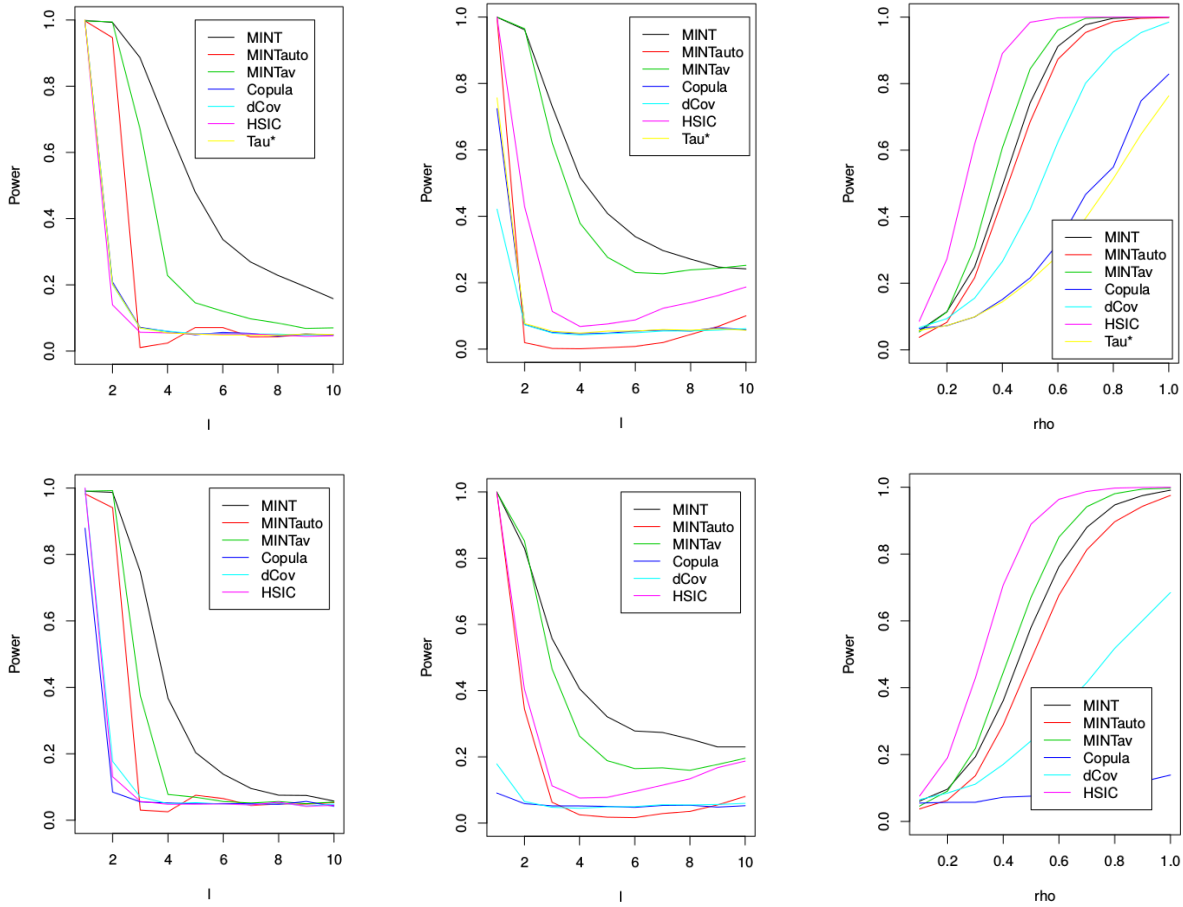 Power
1.0
0.8
0.6
0.4
0.2
0.0
MINT
MINTauto
MINTav
Copula
dCov
HSIC
Tau*
2 4 6 8 10
l
Power
1.0
0.8
0.6
0.4
0.2
0.0
MINT
MINTauto
MINTav
Copula
dCov
HSIC
Tau*
2 4 6 8 10
l
Power
1.0
0.8
0.6
0.4
0.2
0.0
MINT
MINTauto
MINTav
Copula
dCov
HSIC
Tau*
0.2 0.4 0.6 0.8 1.0
rho
Power
1.0
0.8
0.6
0.4
0.2
0.0
MINT
MINTauto
MINTav
Copula
dCov
HSIC
2 4 6 8 10
l
Power
1.0
0.8
0.6
0.4
0.2
0.0
MINT
MINTauto
MINTav
Copula
dCov
HSIC
2 4 6 8 10
l
Power
1.0
0.8
0.6
0.4
0.2
0.0
MINT
MINTauto
MINTav
Copula
dCov
HSIC
0.2 0.4 0.6 0.8 1.0
rho